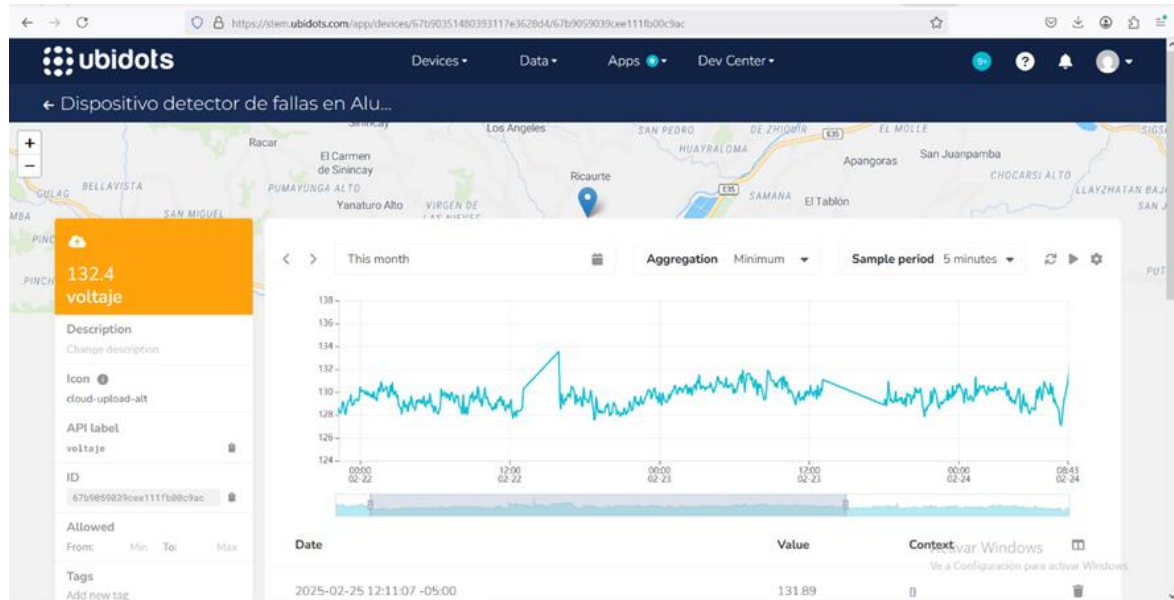 https://stem.ubidots.com/app/devices/67b90351480393117e3628d4/67b9059039cee111fb00c9ac
ubidots
Devices
Data
Apps
Dev Center
9+
?
← Dispositivo detector de fallas en Alu...
+
−
Racar
El Carmen
de Sinincay
Los Angeles
SAN PEDRO
HUAYRALOMA
E35
EL MOLLE
Apangoras
San Juanpamba
CHOCARSI ALTO
BELLAVISTA
SAN MIGUEL
PUMAYUNGA ALTO
Yanaturo Alto
VIRGEN DE
LAS NIEVES
Ricaurte
E35
SAMANA
El Tablón
132.4
voltaje
Description
Change description
Icon
cloud-upload-alt
API label
voltaje
ID
67b9059039cee111fb00c9ac
Allowed
From: Min To: Max
Tags
Add new tag
This month
Aggregation Minimum
Sample period 5 minutes
138
136
134
132
130
128
126
124
00:00 12:00 00:00 12:00 00:00 08:43
02-22 02-22 02-23 02-23 02-24 02-24
Date Value Context
2025-02-25 12:11:07 -05:00 131.89 {}
Activar Windows
Ve a Configuración para activar Windows.